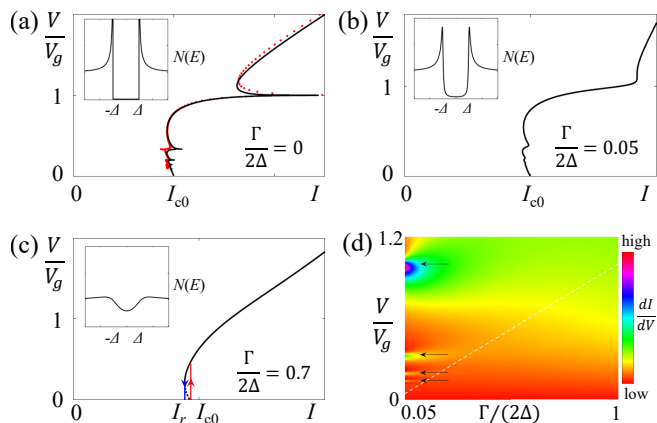 (a)
V/V_g
N(E)
-Δ Δ
1
Γ/2Δ = 0
0
0 I_c0 I
(b)
V/V_g
N(E)
-Δ Δ
1
Γ/2Δ = 0.05
0
0 I_c0 I
(c)
V/V_g
N(E)
-Δ Δ
1
Γ/2Δ = 0.7
0
0 I_r I_c0 I
(d)
1.2
high
V/V_g
dI/dV
low
0
0.05 Γ/(2Δ) 1